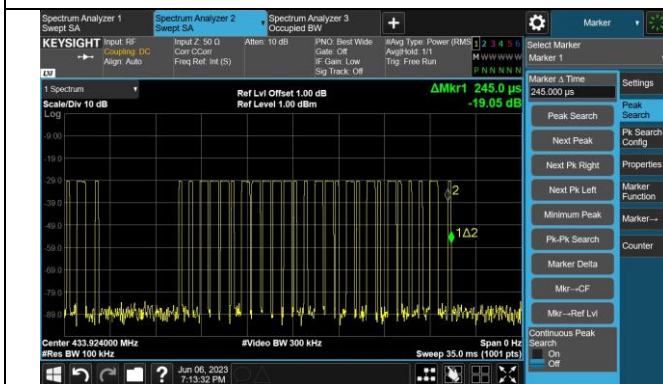 Spectrum Analyzer 1
Swept SA
Spectrum Analyzer 2
Swept SA
Spectrum Analyzer 3
Occupied BW
+
Marker
KEYSIGHT
Input: RF
Coupling: DC
Align: Auto
Input Z: 50 Ω
Corr CCorr
Freq Ref: Int (S)
Atten: 10 dB
PNO: Best Wide
Gate: Off
IF Gain: Low
Sig Track: Off
#Avg Type: Power (RMS
Avg|Hold: 1/1
Trig: Free Run
1 2 3 4 5 6
M W W W W W
P N N N N N
LXI
Select Marker
Marker 1
1 Spectrum
Scale/Div 10 dB
Log
Ref Lvl Offset 1.00 dB
Ref Level 1.00 dBm
ΔMkr1 245.0 µs
-19.05 dB
-9.00
-19.0
-29.0
-39.0
-49.0
-59.0
-69.0
-79.0
-89.0
2
1Δ2
Center 433.924000 MHz
#Res BW 100 kHz
#Video BW 300 kHz
Span 0 Hz
Sweep 35.0 ms (1001 pts)
Marker Δ Time
245.000 µs
Peak Search
Next Peak
Next Pk Right
Next Pk Left
Minimum Peak
Pk-Pk Search
Marker Delta
Mkr→CF
Mkr→Ref Lvl
Continuous Peak
Search
On
Off
Settings
Peak
Search
Pk Search
Config
Properties
Marker
Function
Marker→
Counter
?
Jun 06, 2023
7:13:32 PM